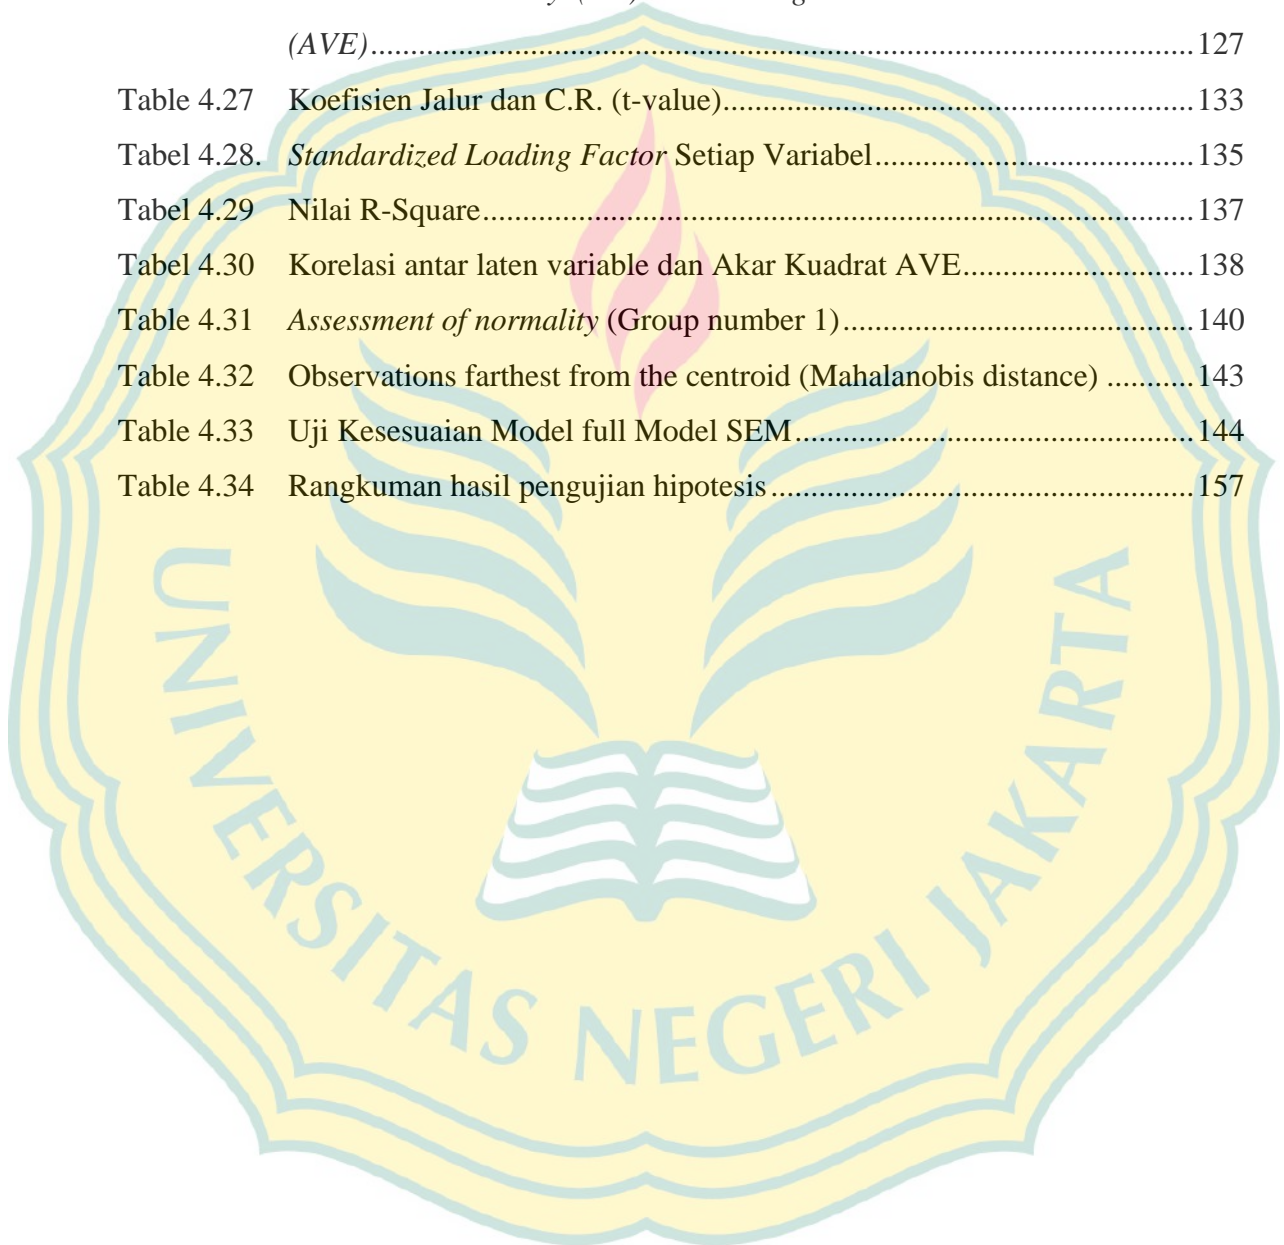 (AVE)....................127
Table 4.27 Koefisien Jalur dan C.R. (t-value)....................133
Tabel 4.28. Standardized Loading Factor Setiap Variabel....................135
Tabel 4.29 Nilai R-Square....................137
Tabel 4.30 Korelasi antar laten variable dan Akar Kuadrat AVE....................138
Table 4.31 Assessment of normality (Group number 1)....................140
Table 4.32 Observations farthest from the centroid (Mahalanobis distance) ...........143
Table 4.33 Uji Kesesuaian Model full Model SEM....................144
Table 4.34 Rangkuman hasil pengujian hipotesis....................157
UNIVERSITAS NEGERI JAKARTA